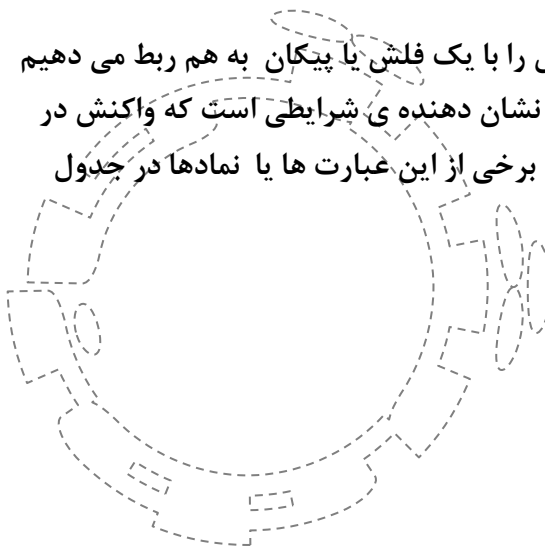 را با یک فلش یا پیکان به هم ربط می دهیم
نشان دهنده ی شرایطی است که واکنش در
برخی از این عبارت ها یا نمادها در جدول